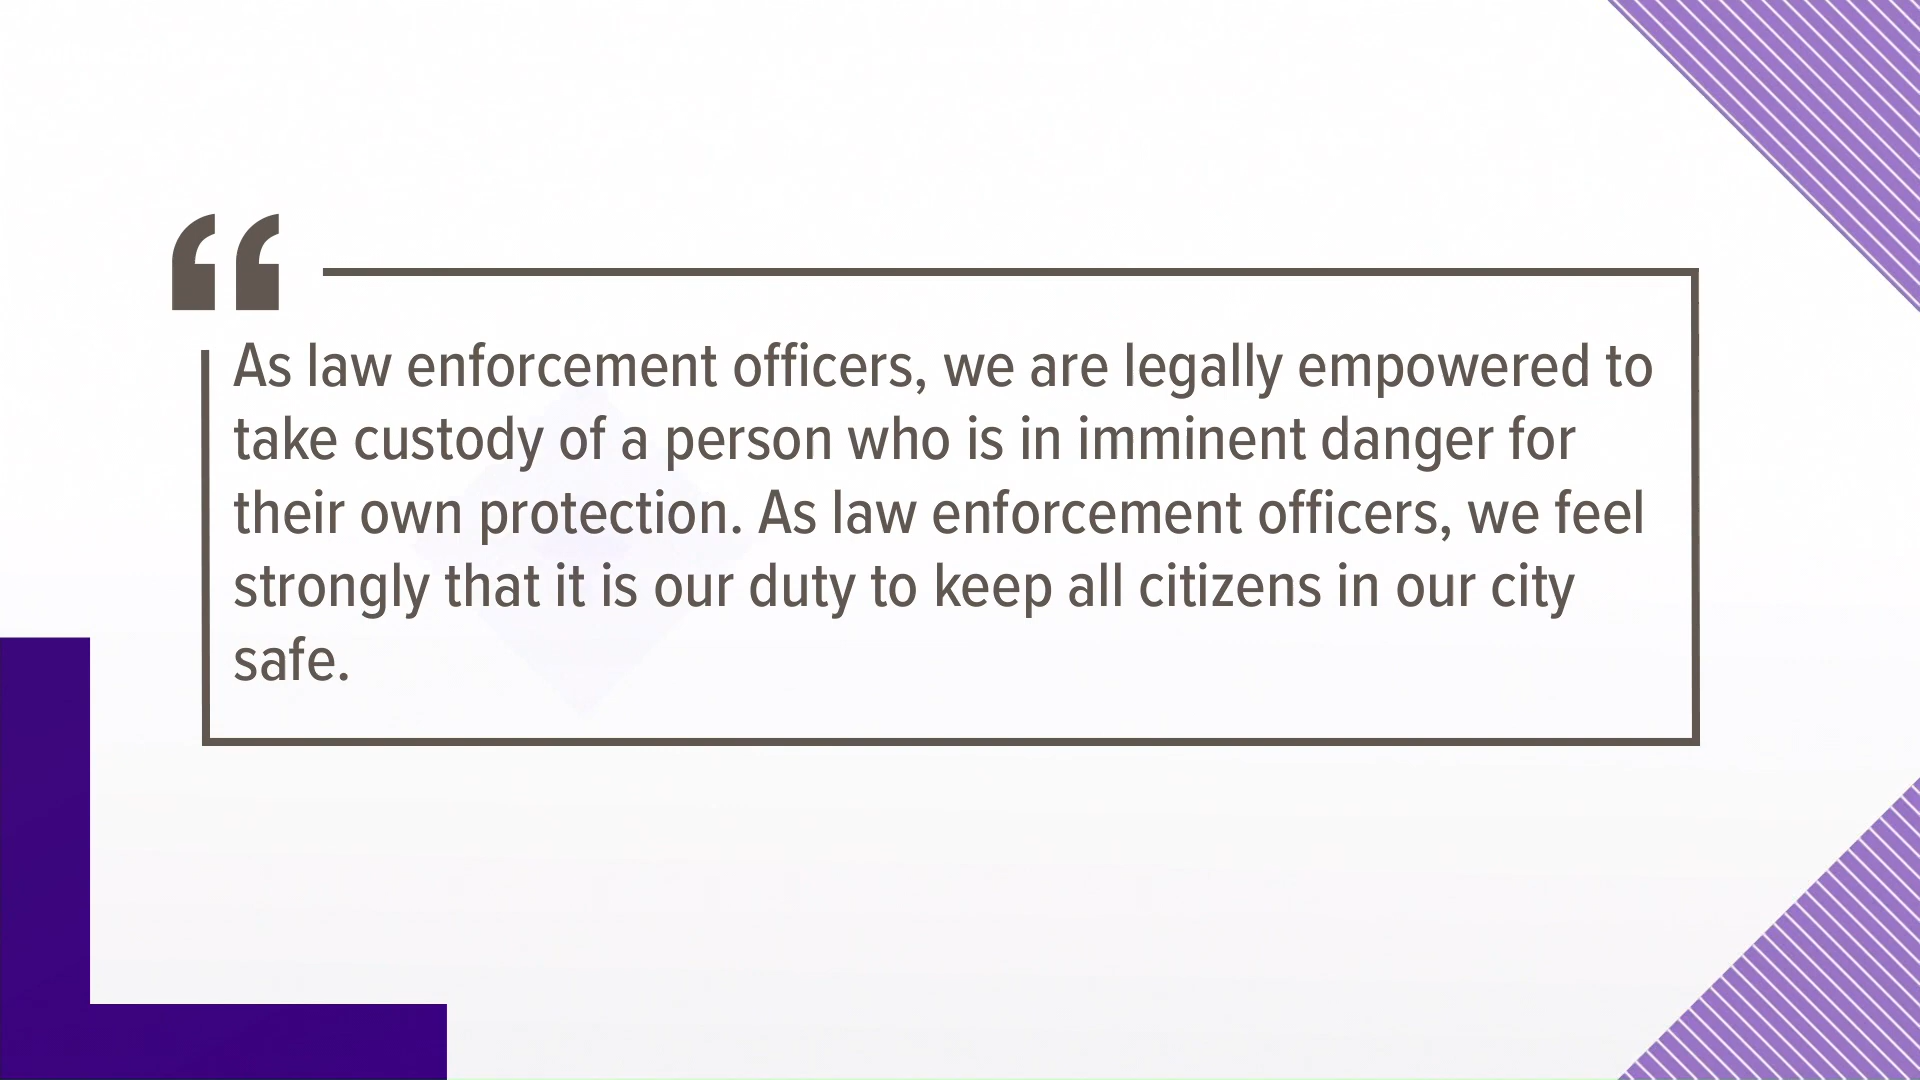 “
As law enforcement officers, we are legally empowered to
take custody of a person who is in imminent danger for
their own protection. As law enforcement officers, we feel
strongly that it is our duty to keep all citizens in our city
safe.